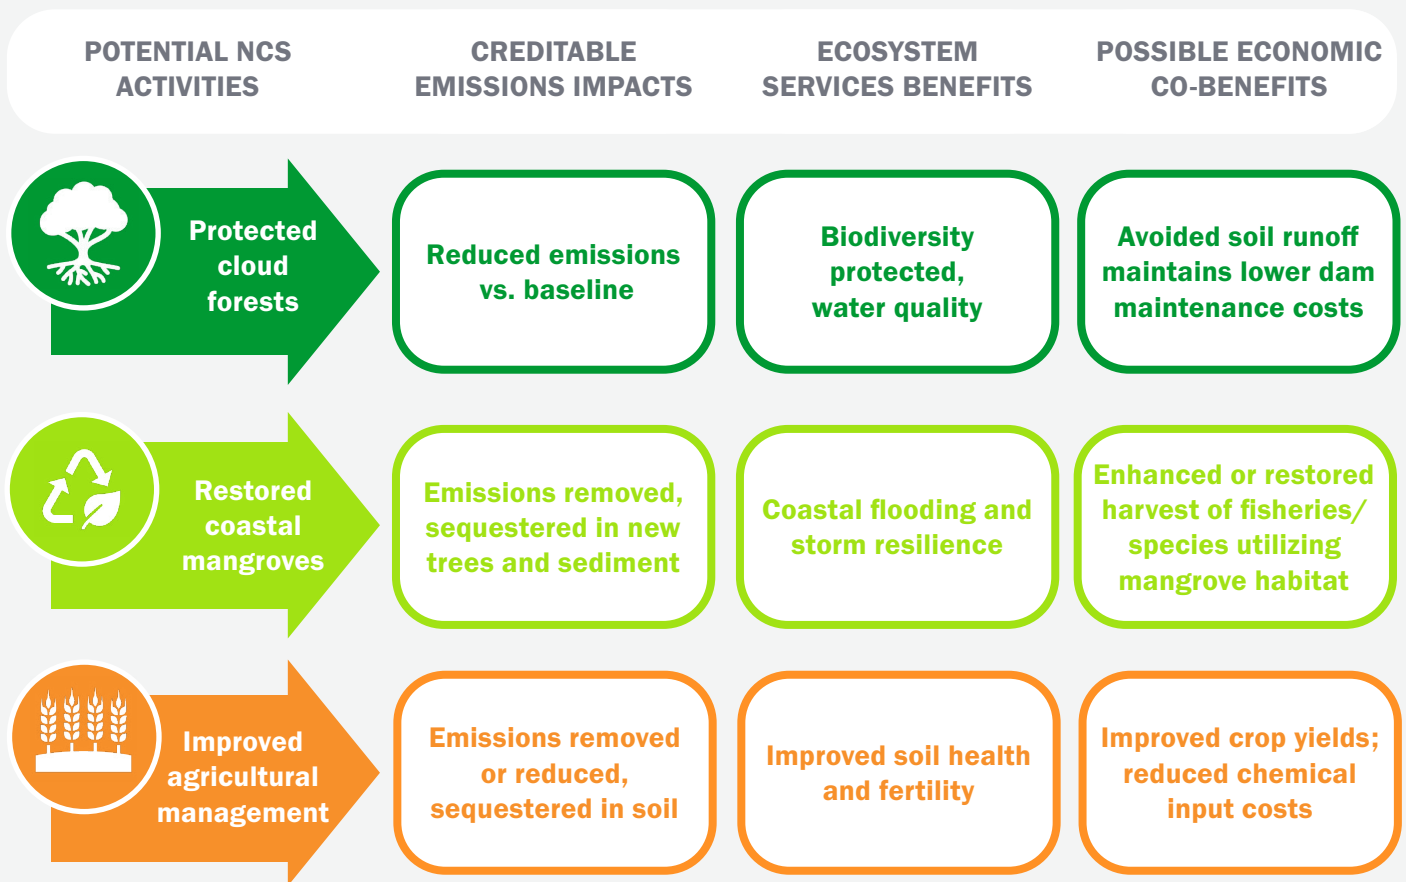 POTENTIAL NCS
ACTIVITIES
CREDITABLE
EMISSIONS IMPACTS
ECOSYSTEM
SERVICES BENEFITS
POSSIBLE ECONOMIC
CO-BENEFITS
Protected
cloud
forests
Reduced emissions
vs. baseline
Biodiversity
protected,
water quality
Avoided soil runoff
maintains lower dam
maintenance costs
Restored
coastal
mangroves
Emissions removed,
sequestered in new
trees and sediment
Coastal flooding and
storm resilience
Enhanced or restored
harvest of fisheries/
species utilizing
mangrove habitat
Improved
agricultural
management
Emissions removed
or reduced,
sequestered in soil
Improved soil health
and fertility
Improved crop yields;
reduced chemical
input costs